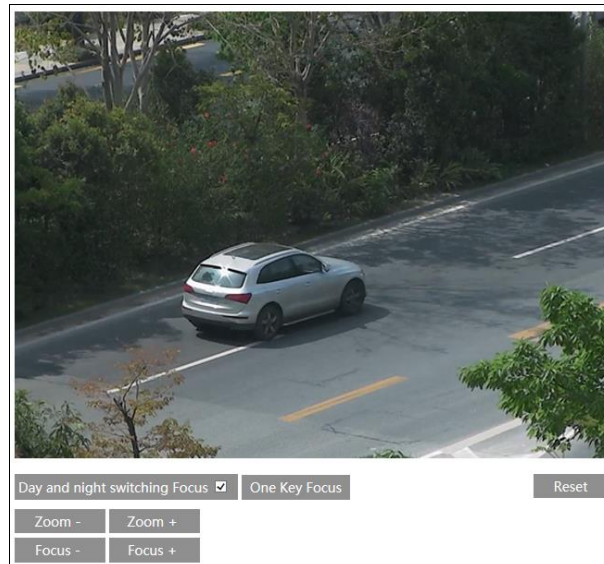 Day and night switching Focus One Key Focus Reset
Zoom - Zoom +
Focus - Focus +